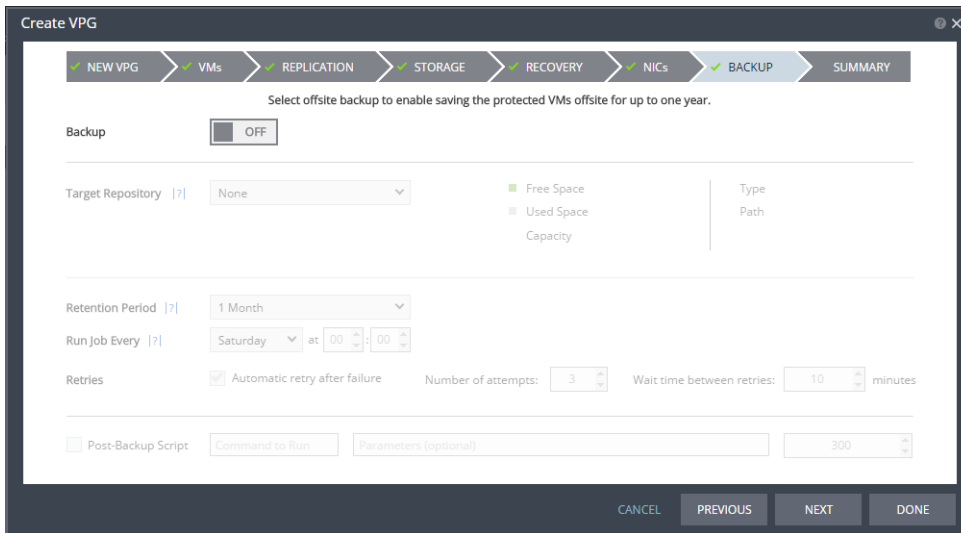 Create VPG
NEW VPG VMs REPLICATION STORAGE RECOVERY NICs BACKUP SUMMARY
Select offsite backup to enable saving the protected VMs offsite for up to one year.
Backup OFF
Target Repository |?| None Free Space Type
Used Space Path
Capacity
Retention Period |?| 1 Month
Run Job Every |?| Saturday at 00 : 00
Retries Automatic retry after failure Number of attempts: 3 Wait time between retries: 10 minutes
Post-Backup Script Command to Run Parameters (optional) 300
CANCEL PREVIOUS NEXT DONE